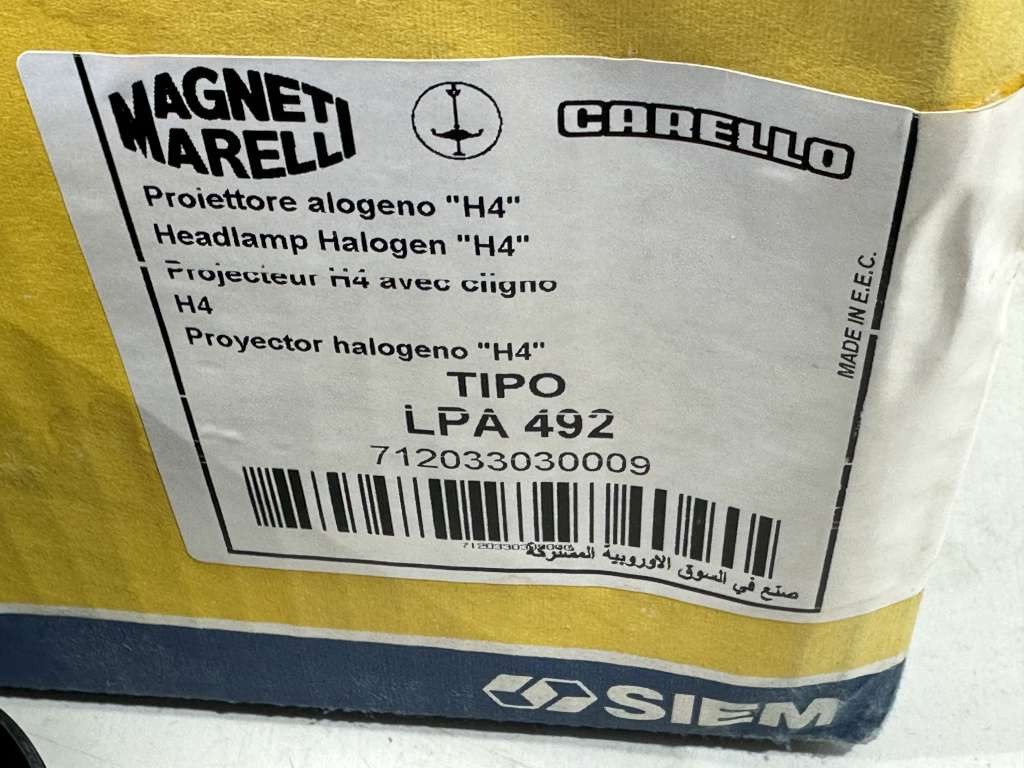 MAGNETI
MARELLI
CARELLO
Proiettore alogeno "H4"
Headlamp Halogen "H4"
Projecteur H4 avec cligno
H4
Proyector halogeno "H4"
TIPO
LPA 492
712033030009
صنع في السوق الاوروبية المشتركة
MADE IN E.E.C.
SIEM